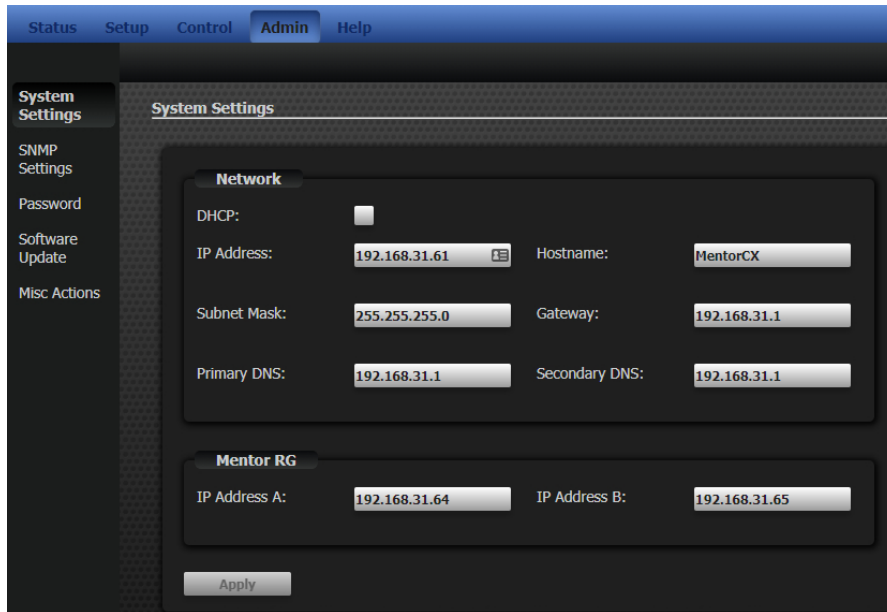 Status Setup Control Admin Help
System
Settings
SNMP
Settings
Password
Software
Update
Misc Actions
System Settings
Network
DHCP:
IP Address: 192.168.31.61 Hostname: MentorCX
Subnet Mask: 255.255.255.0 Gateway: 192.168.31.1
Primary DNS: 192.168.31.1 Secondary DNS: 192.168.31.1
Mentor RG
IP Address A: 192.168.31.64 IP Address B: 192.168.31.65
Apply